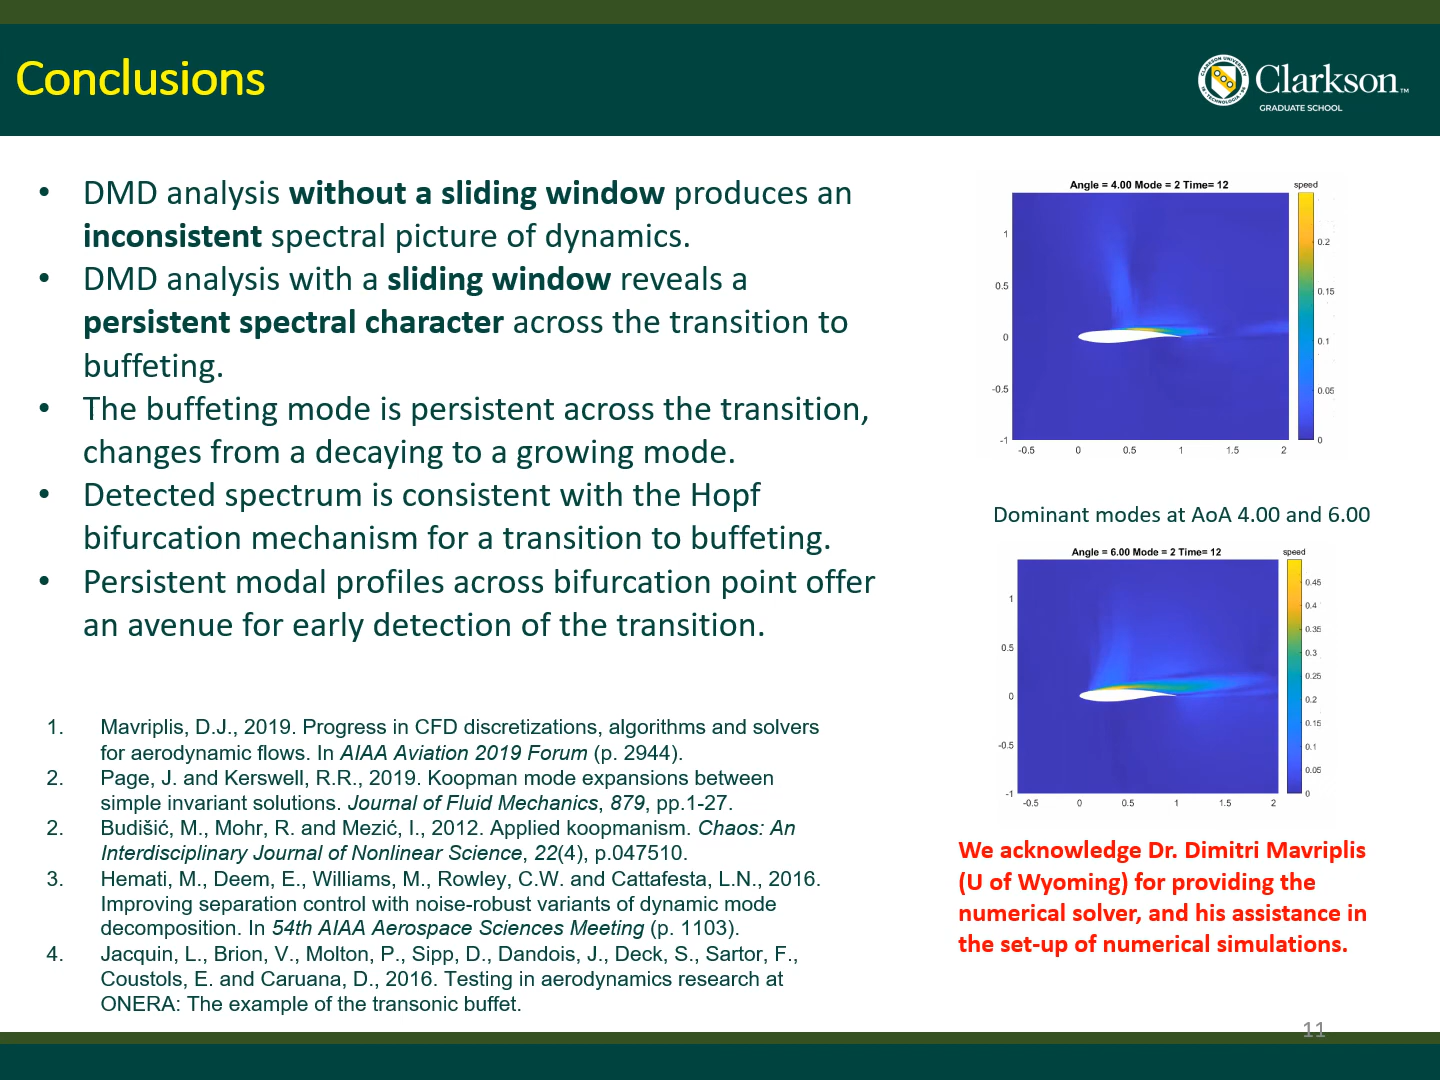 Conclusions
Clarkson™
GRADUATE SCHOOL
• DMD analysis without a sliding window produces an
inconsistent spectral picture of dynamics.
• DMD analysis with a sliding window reveals a
persistent spectral character across the transition to
buffeting.
• The buffeting mode is persistent across the transition,
changes from a decaying to a growing mode.
• Detected spectrum is consistent with the Hopf
bifurcation mechanism for a transition to buffeting.
• Persistent modal profiles across bifurcation point offer
an avenue for early detection of the transition.
1. Mavriplis, D.J., 2019. Progress in CFD discretizations, algorithms and solvers
for aerodynamic flows. In AIAA Aviation 2019 Forum (p. 2944).
2. Page, J. and Kerswell, R.R., 2019. Koopman mode expansions between
simple invariant solutions. Journal of Fluid Mechanics, 879, pp.1-27.
2. Budišić, M., Mohr, R. and Mezić, I., 2012. Applied koopmanism. Chaos: An
Interdisciplinary Journal of Nonlinear Science, 22(4), p.047510.
3. Hemati, M., Deem, E., Williams, M., Rowley, C.W. and Cattafesta, L.N., 2016.
Improving separation control with noise-robust variants of dynamic mode
decomposition. In 54th AIAA Aerospace Sciences Meeting (p. 1103).
4. Jacquin, L., Brion, V., Molton, P., Sipp, D., Dandois, J., Deck, S., Sartor, F.,
Coustols, E. and Caruana, D., 2016. Testing in aerodynamics research at
ONERA: The example of the transonic buffet.
Angle = 4.00 Mode = 2 Time= 12
speed
1
0.5
0
-0.5
-1
-0.5 0 0.5 1 1.5 2
0.2
0.15
0.1
0.05
0
Dominant modes at AoA 4.00 and 6.00
Angle = 6.00 Mode = 2 Time= 12
speed
1
0.5
0
-0.5
-1
-0.5 0 0.5 1 1.5 2
0.45
0.4
0.35
0.3
0.25
0.2
0.15
0.1
0.05
0
We acknowledge Dr. Dimitri Mavriplis
(U of Wyoming) for providing the
numerical solver, and his assistance in
the set-up of numerical simulations.
11